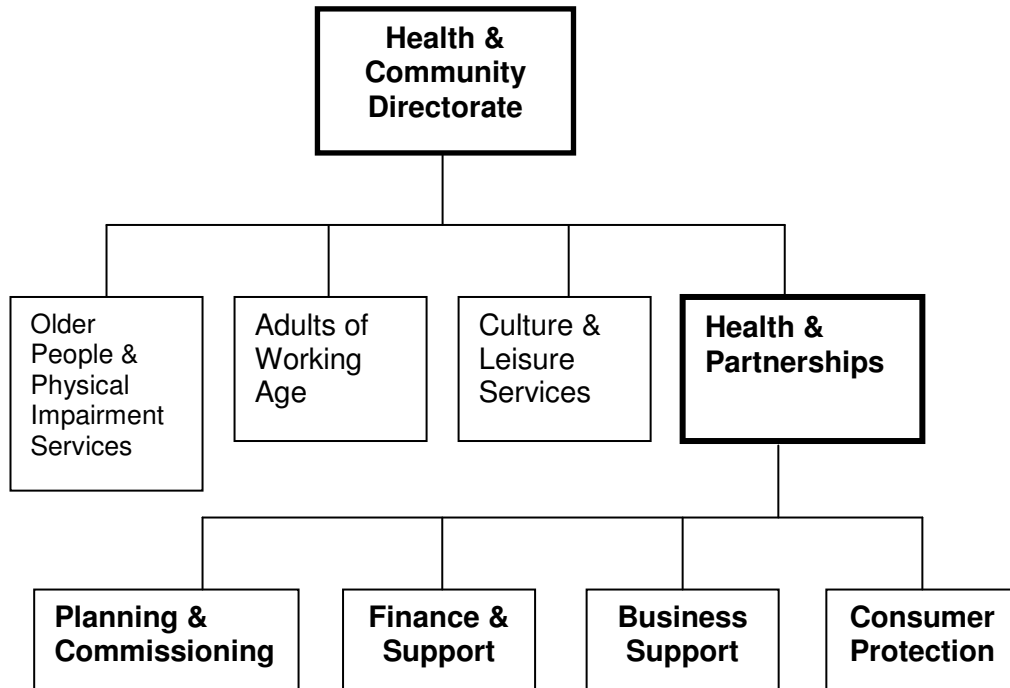 Health &
Community
Directorate
Older
People &
Physical
Impairment
Services
Adults of
Working
Age
Culture &
Leisure
Services
Health &
Partnerships
Planning &
Commissioning
Finance &
Support
Business
Support
Consumer
Protection